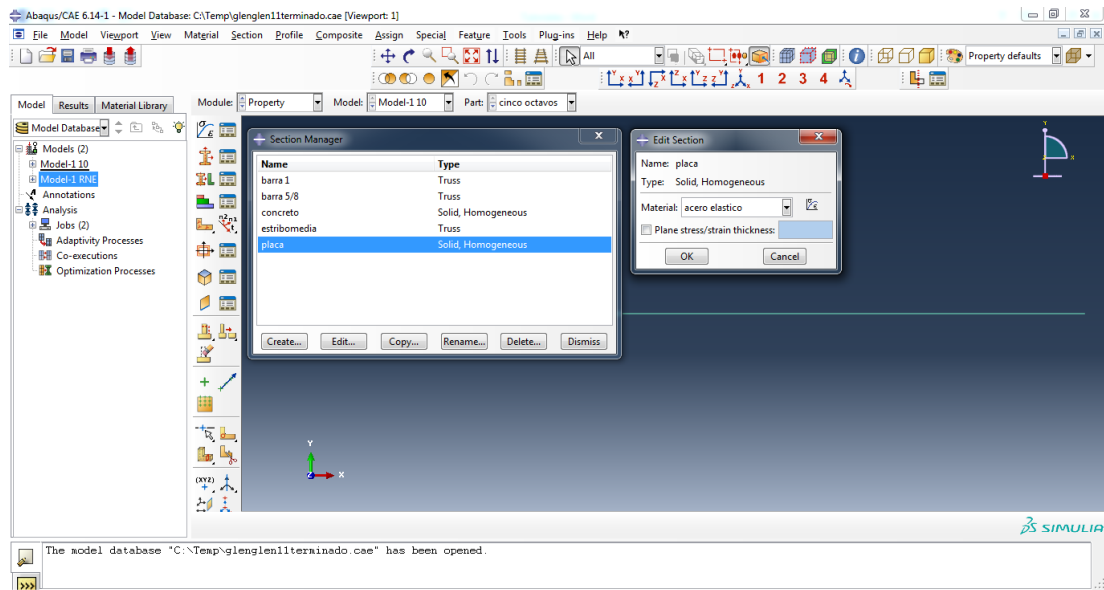 Abaqus/CAE 6.14-1 - Model Database: C:\Temp\glenglen11terminado.cae [Viewport: 1]
File Model Viewport View Material Section Profile Composite Assign Special Feature Tools Plug-ins Help
All
Property defaults
1 2 3 4
Model Results Material Library
Module: Property Model: Model-1 10 Part: cinco octavos
Model Database
Models (2)
Model-1 10
Model-1 RNE
Annotations
Analysis
Jobs (2)
Adaptivity Processes
Co-executions
Optimization Processes
Section Manager
Name Type
barra 1 Truss
barra 5/8 Truss
concreto Solid, Homogeneous
estribomedia Truss
placa Solid, Homogeneous
Create... Edit... Copy... Rename... Delete... Dismiss
Edit Section
Name: placa
Type: Solid, Homogeneous
Material: acero elastico
Plane stress/strain thickness:
OK Cancel
Y
X
Y
X
(XYZ)
SIMULIA
The model database "C:\Temp\glenglen11terminado.cae" has been opened.
>>>